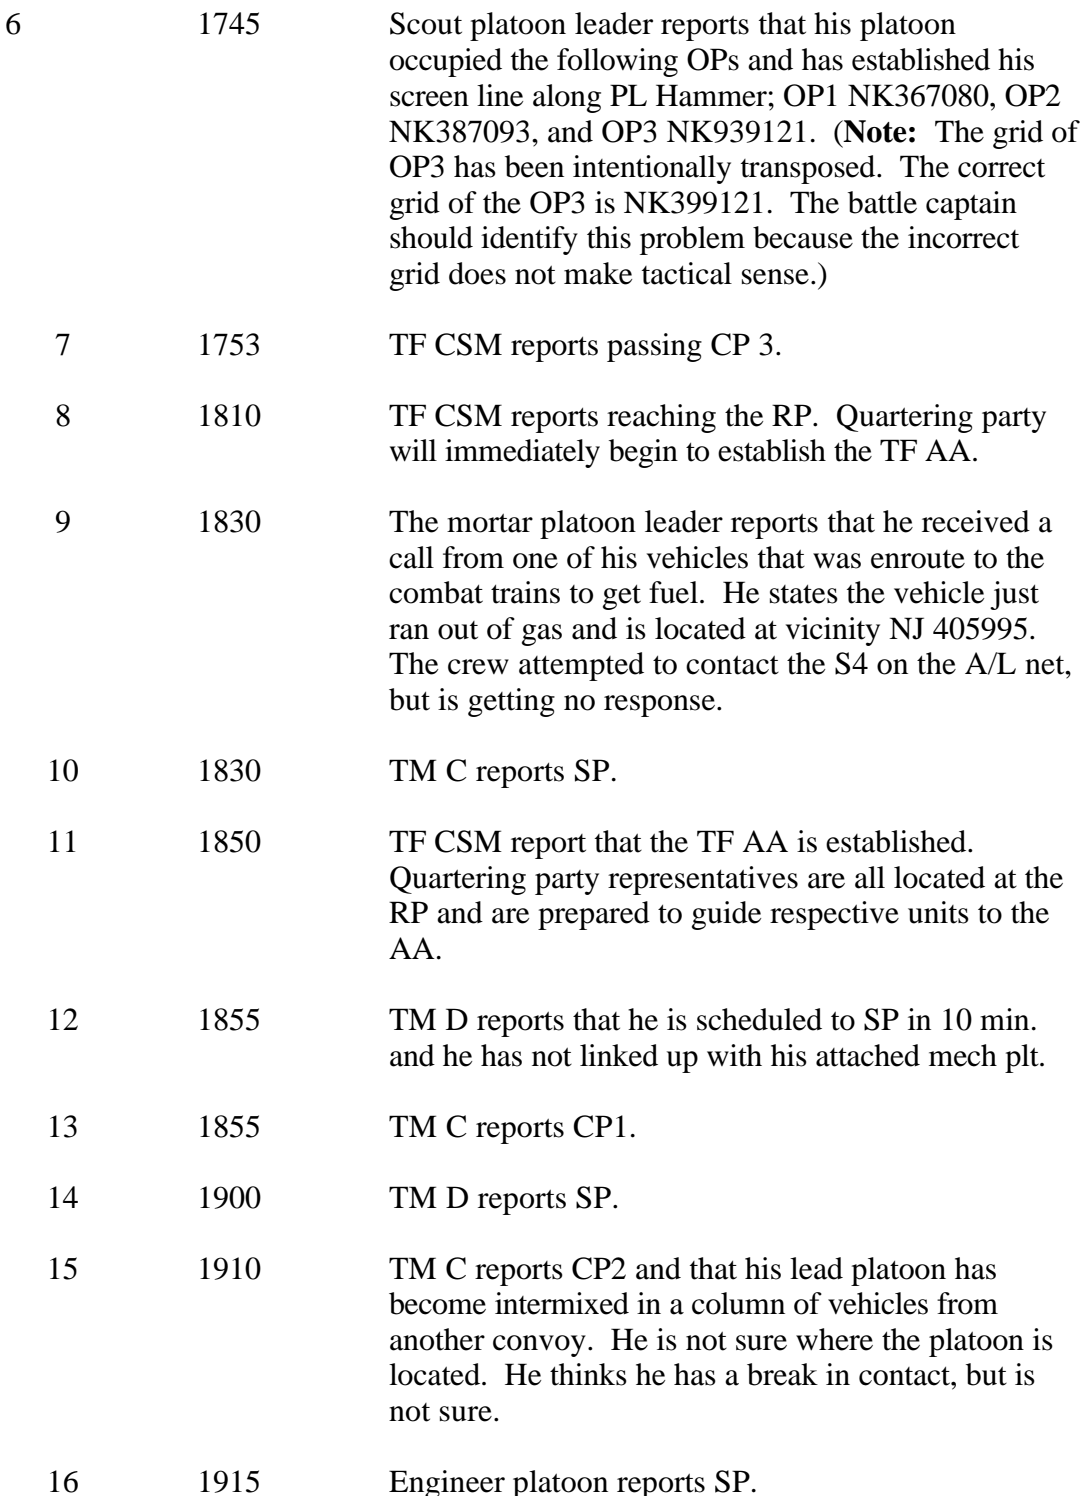 6 1745 Scout platoon leader reports that his platoon
occupied the following OPs and has established his
screen line along PL Hammer; OP1 NK367080, OP2
NK387093, and OP3 NK939121. (Note: The grid of
OP3 has been intentionally transposed. The correct
grid of the OP3 is NK399121. The battle captain
should identify this problem because the incorrect
grid does not make tactical sense.)
7 1753 TF CSM reports passing CP 3.
8 1810 TF CSM reports reaching the RP. Quartering party
will immediately begin to establish the TF AA.
9 1830 The mortar platoon leader reports that he received a
call from one of his vehicles that was enroute to the
combat trains to get fuel. He states the vehicle just
ran out of gas and is located at vicinity NJ 405995.
The crew attempted to contact the S4 on the A/L net,
but is getting no response.
10 1830 TM C reports SP.
11 1850 TF CSM report that the TF AA is established.
Quartering party representatives are all located at the
RP and are prepared to guide respective units to the
AA.
12 1855 TM D reports that he is scheduled to SP in 10 min.
and he has not linked up with his attached mech plt.
13 1855 TM C reports CP1.
14 1900 TM D reports SP.
15 1910 TM C reports CP2 and that his lead platoon has
become intermixed in a column of vehicles from
another convoy. He is not sure where the platoon is
located. He thinks he has a break in contact, but is
not sure.
16 1915 Engineer platoon reports SP.